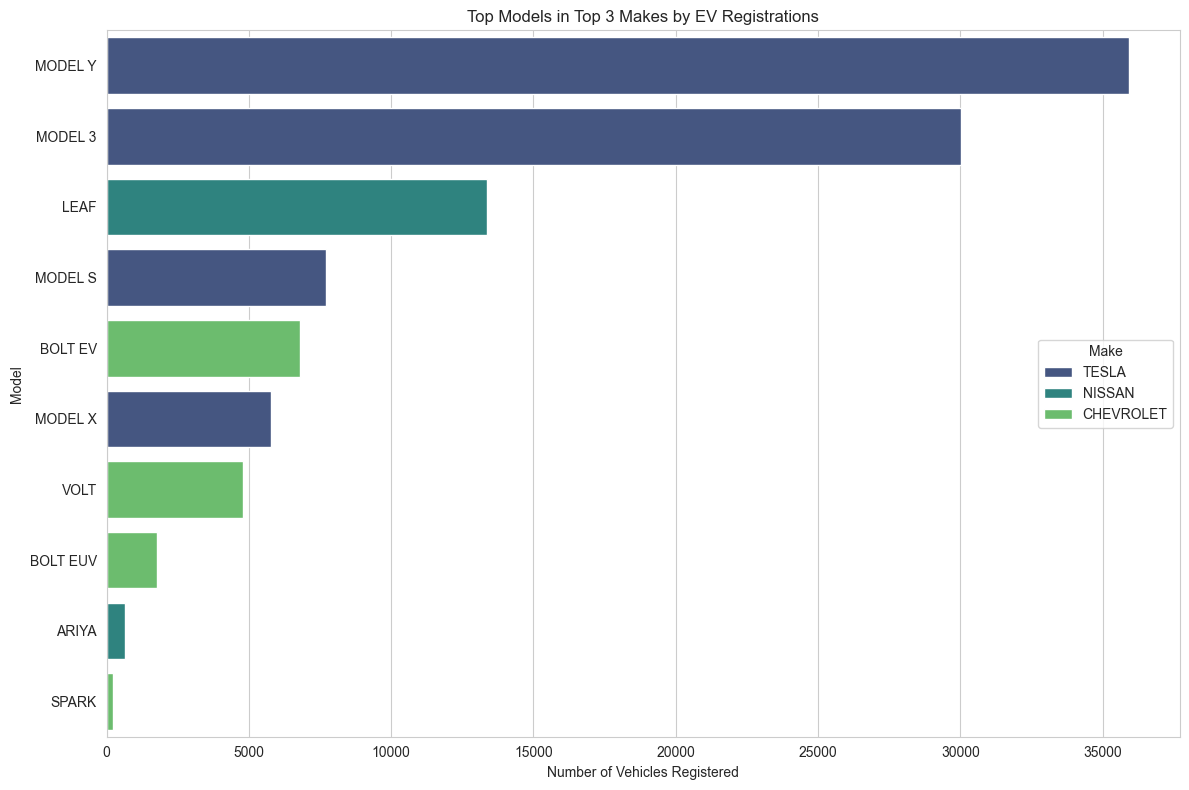 Top Models in Top 3 Makes by EV Registrations
Model
MODEL Y
MODEL 3
LEAF
MODEL S
BOLT EV
MODEL X
VOLT
BOLT EUV
ARIYA
SPARK
Make
TESLA
NISSAN
CHEVROLET
0 5000 10000 15000 20000 25000 30000 35000
Number of Vehicles Registered